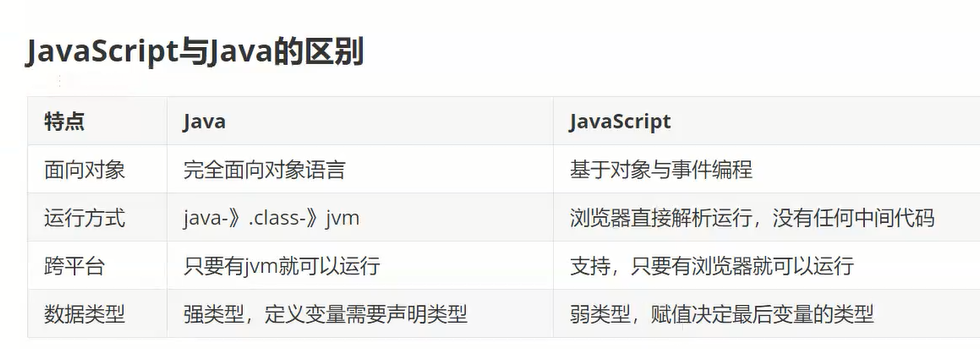 JavaScript与Java的区别
特点 Java JavaScript
面向对象 完全面向对象语言 基于对象与事件编程
运行方式 java-》.class-》jvm 浏览器直接解析运行，没有任何中间代码
跨平台 只要有jvm就可以运行 支持，只要有浏览器就可以运行
数据类型 强类型，定义变量需要声明类型 弱类型，赋值决定最后变量的类型